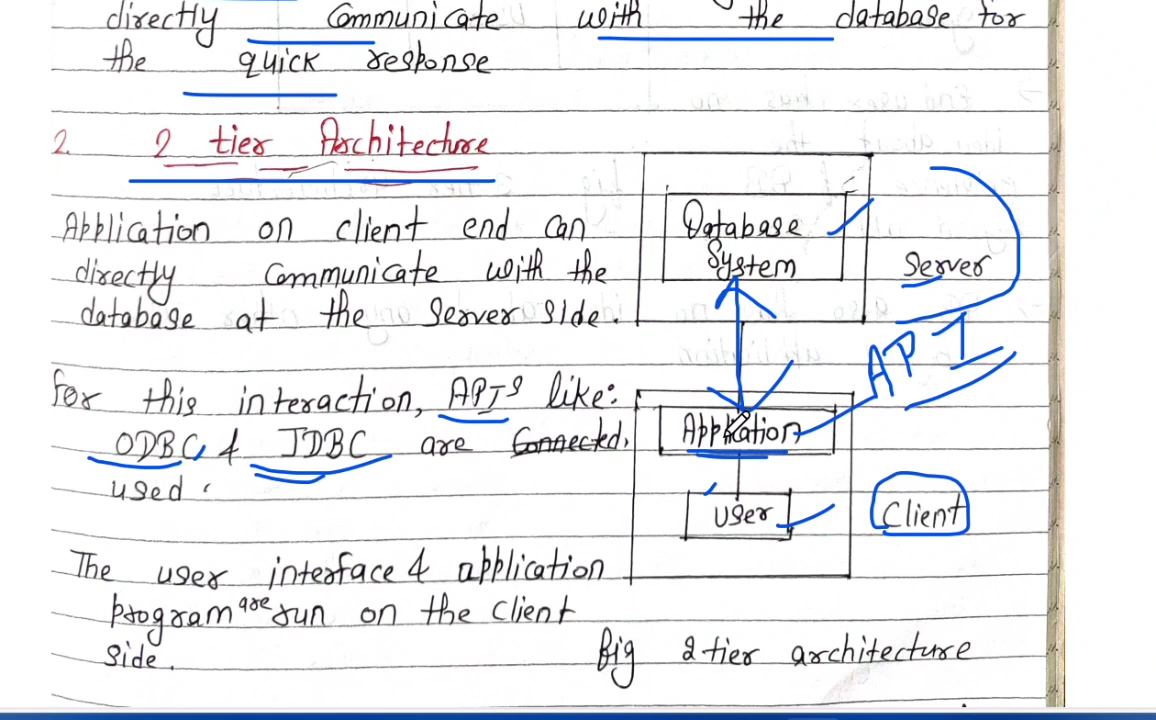 directly Communicate with the database for
the quick response
2. 2 tier Architecture
Application on client end can
directly Communicate with the
database at the Server side.
For this interaction, APIs like:
ODBC & JDBC are Connected.
used.
The user interface & application
program are run on the client
side.
Database
System
Server
API
Application
User
Client
fig 2 tier architecture